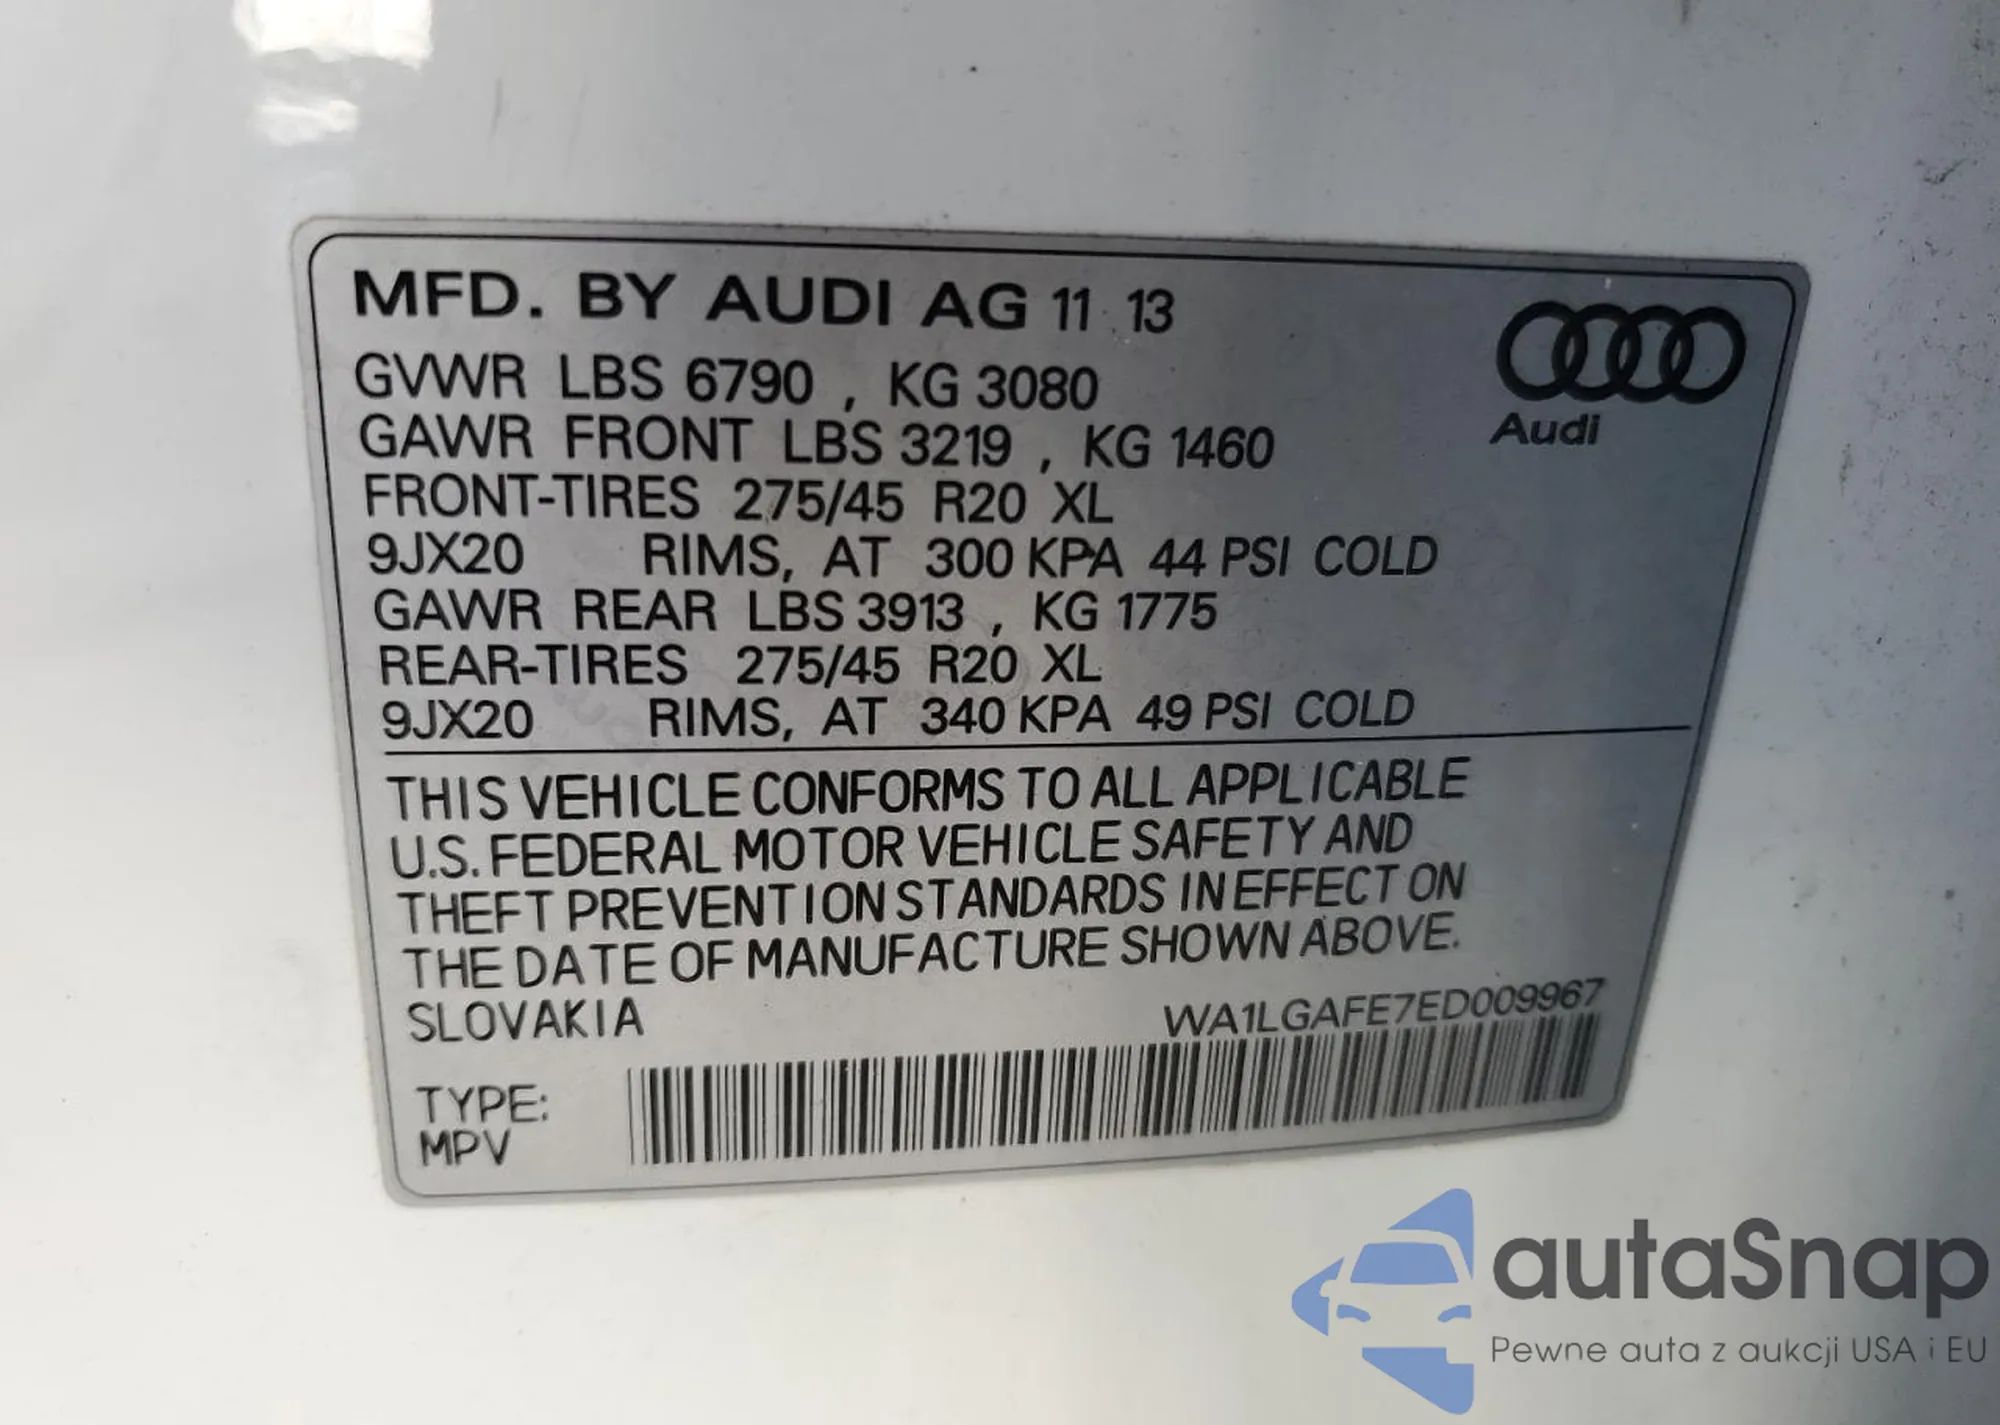 MFD. BY AUDI AG 11 13
GVWR LBS 6790 , KG 3080
GAWR FRONT LBS 3219 , KG 1460
FRONT-TIRES 275/45 R20 XL
9JX20 RIMS, AT 300 KPA 44 PSI COLD
GAWR REAR LBS 3913 , KG 1775
REAR-TIRES 275/45 R20 XL
9JX20 RIMS, AT 340 KPA 49 PSI COLD
Audi
THIS VEHICLE CONFORMS TO ALL APPLICABLE
U.S. FEDERAL MOTOR VEHICLE SAFETY AND
THEFT PREVENTION STANDARDS IN EFFECT ON
THE DATE OF MANUFACTURE SHOWN ABOVE.
SLOVAKIA WA1LGAFE7ED009967
TYPE:
MPV
autaSnap
Pewne auta z aukcji USA i EU